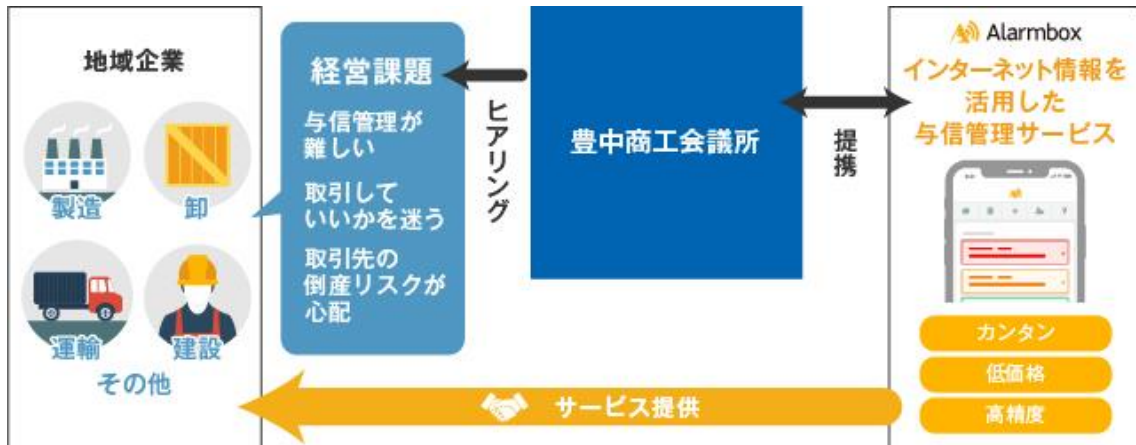 地域企業
製造
卸
運輸
建設
その他
経営課題
与信管理が
難しい
取引して
いいかを迷う
取引先の
倒産リスクが
心配
ヒアリング
豊中商工会議所
提携
Alarmbox
インターネット情報を
活用した
与信管理サービス
カンタン
低価格
高精度
サービス提供